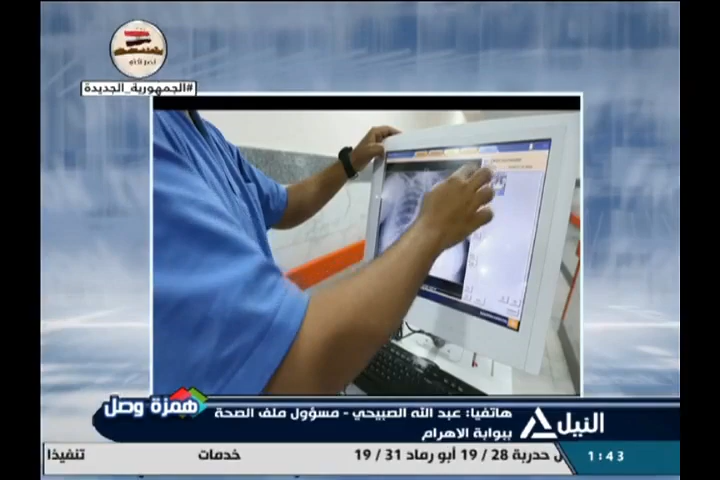 #الجمهورية_الجديدة
همزة وصل
هاتفيا: عبد الله الصبيحي - مسؤول ملف الصحة
ببوابة الاهرام
النيل
حدربة 28 / 19 أبو رماد 31 / 19
خدمات
تنفيذا
1:43